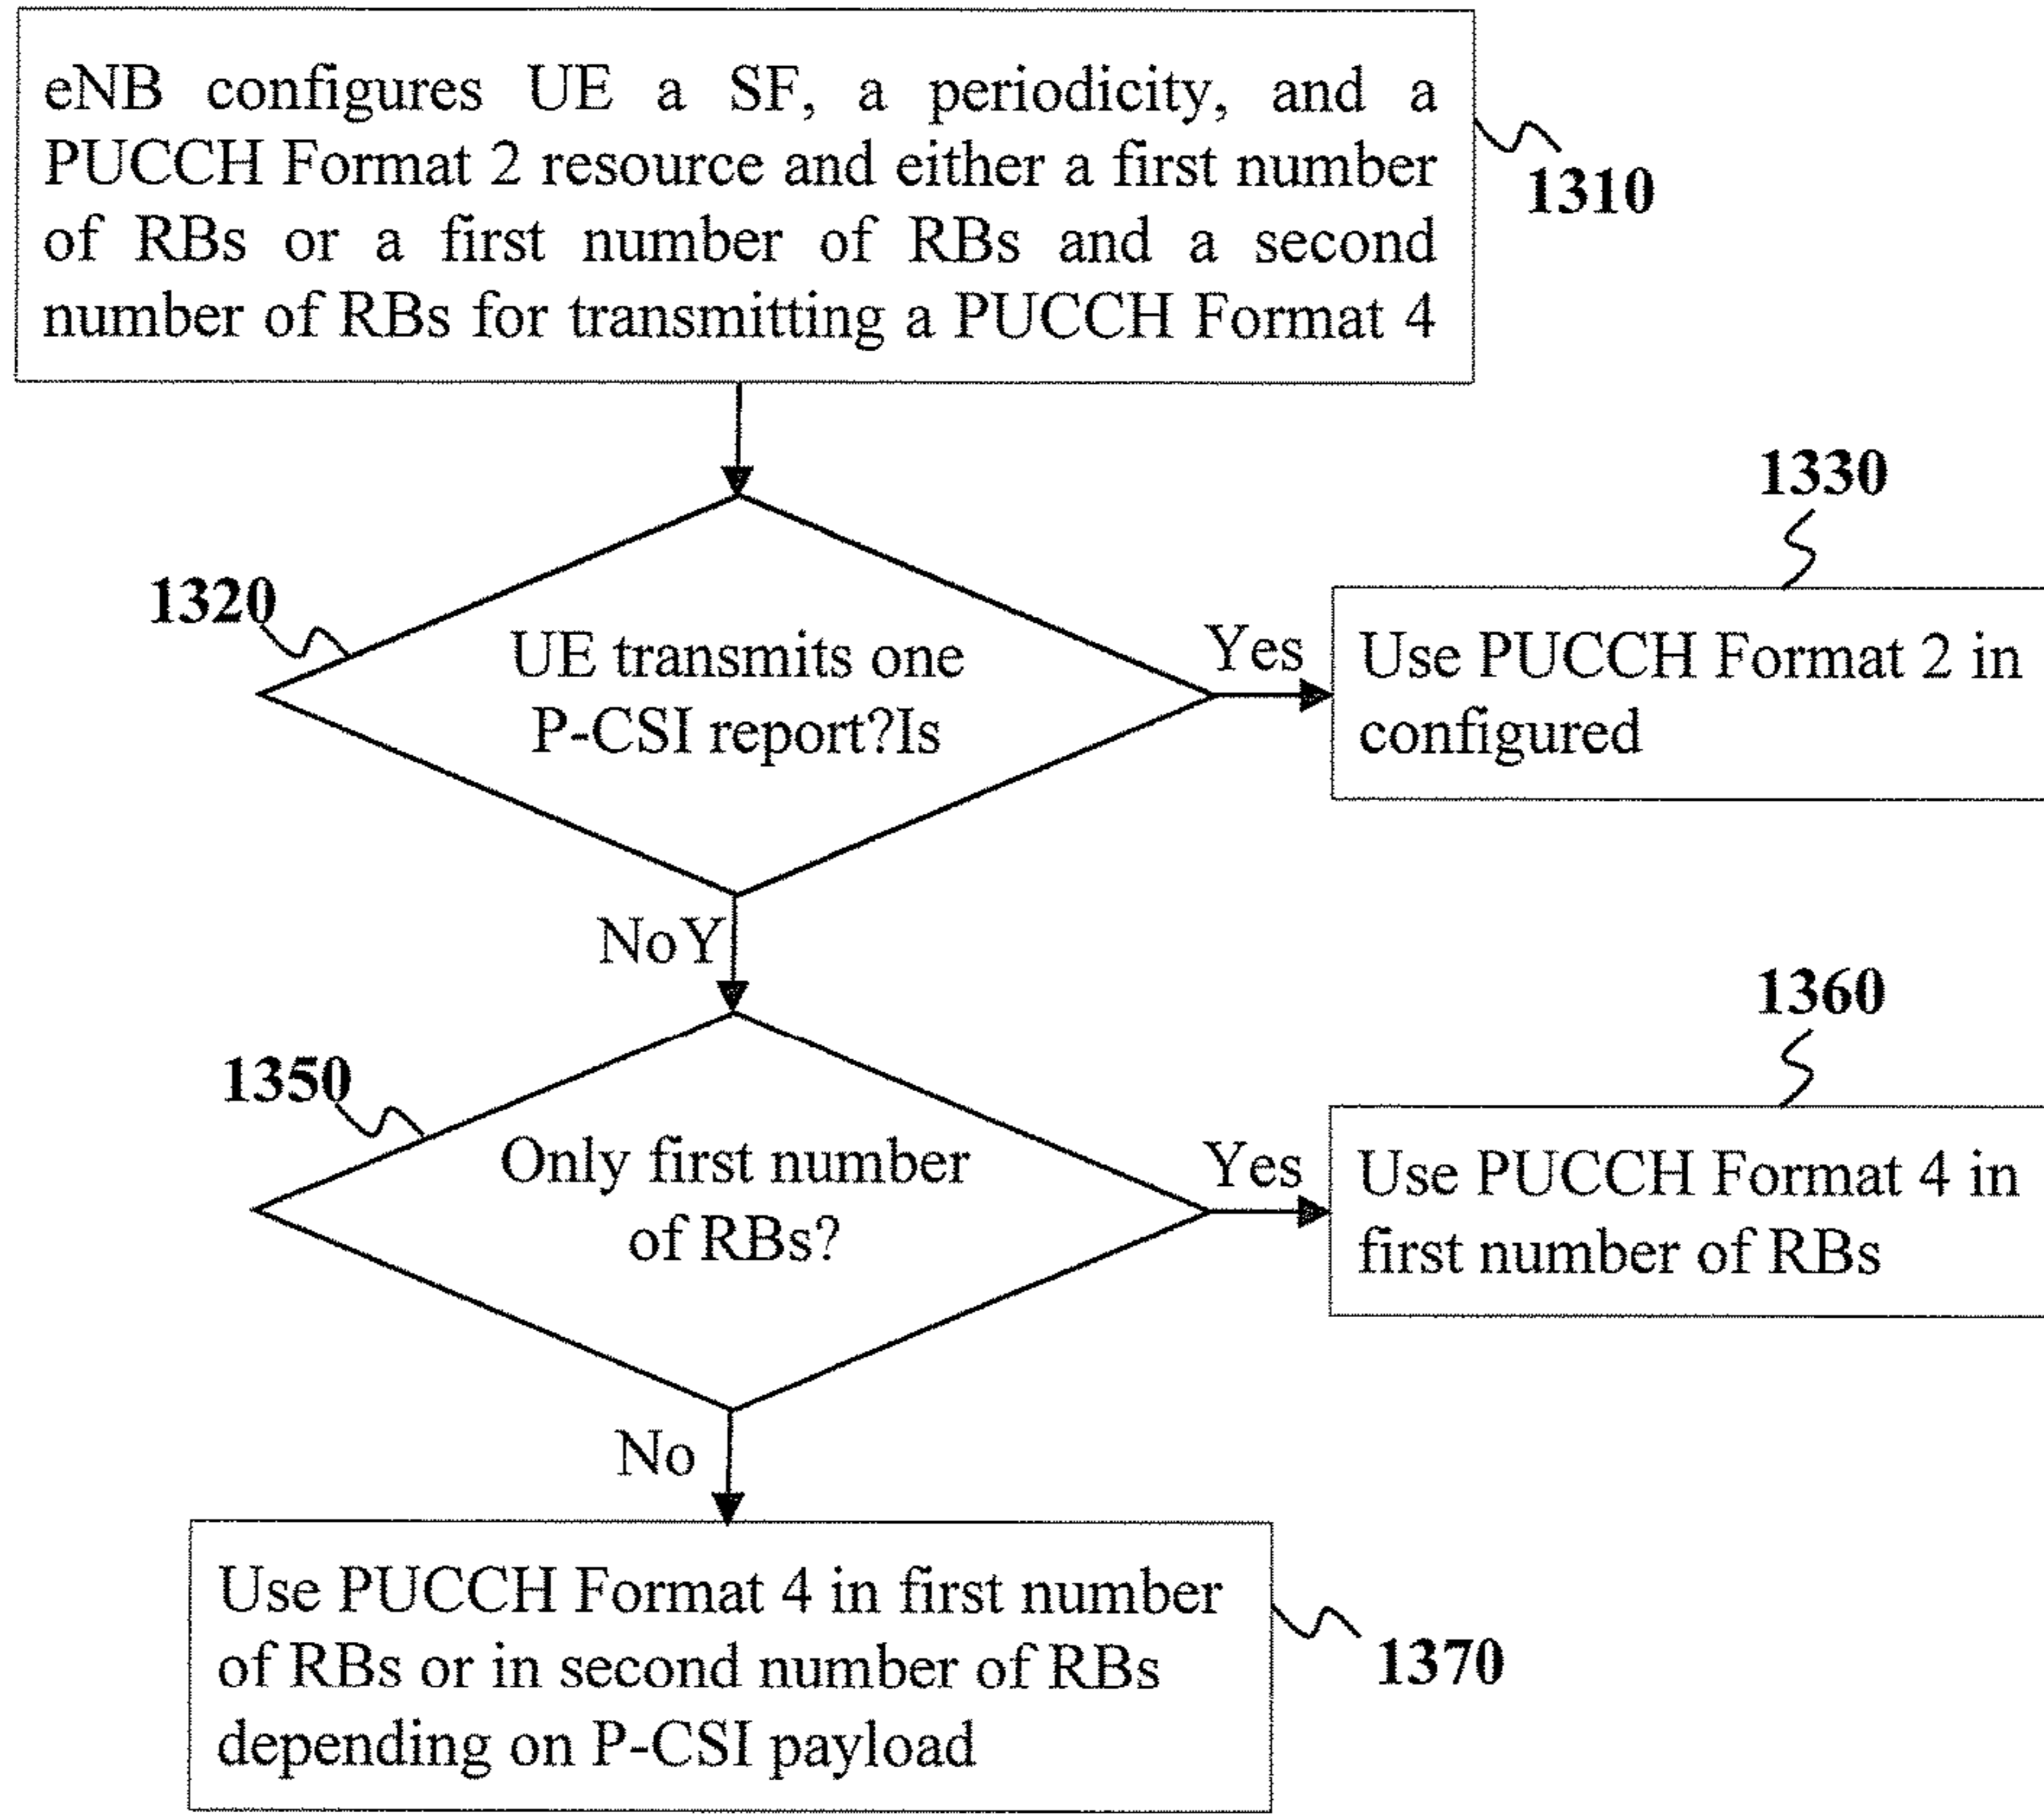 eNB configures UE a SF, a periodicity, and a
PUCCH Format 2 resource and either a first number
of RBs or a first number of RBs and a second
number of RBs for transmitting a PUCCH Format 4
1310
1330
1320
UE transmits one
P-CSI report?Is
Yes
Use PUCCH Format 2 in
configured
NoY
1360
1350
Only first number
of RBs?
Yes
Use PUCCH Format 4 in
first number of RBs
No
Use PUCCH Format 4 in first number
of RBs or in second number of RBs
depending on P-CSI payload
1370